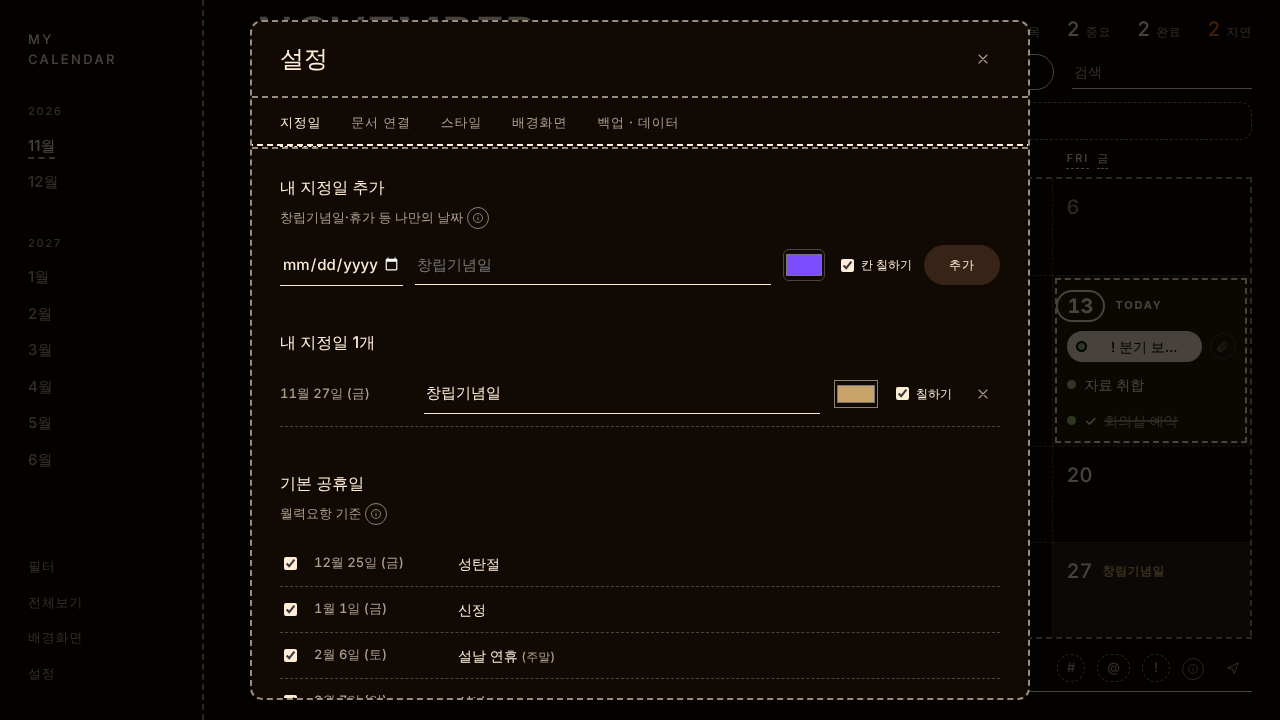 MY
CALENDAR
2026
11월
12월
2027
1월
2월
3월
4월
5월
6월
필터
전체보기
배경화면
설정
설정
지정일 문서 연결 스타일 배경화면 백업 · 데이터
내 지정일 추가
창립기념일·휴가 등 나만의 날짜
mm/dd/yyyy 창립기념일 칸 칠하기 추가
내 지정일 1개
11월 27일 (금) 창립기념일 칠하기
기본 공휴일
월력요항 기준
12월 25일 (금) 성탄절
1월 1일 (금) 신정
2월 6일 (토) 설날 연휴 (주말)
2 중요 2 완료 2 지연
검색
FRI 금
6
13 TODAY
! 분기 보...
자료 취합
회의실 예약
20
27 창립기념일
# @ !